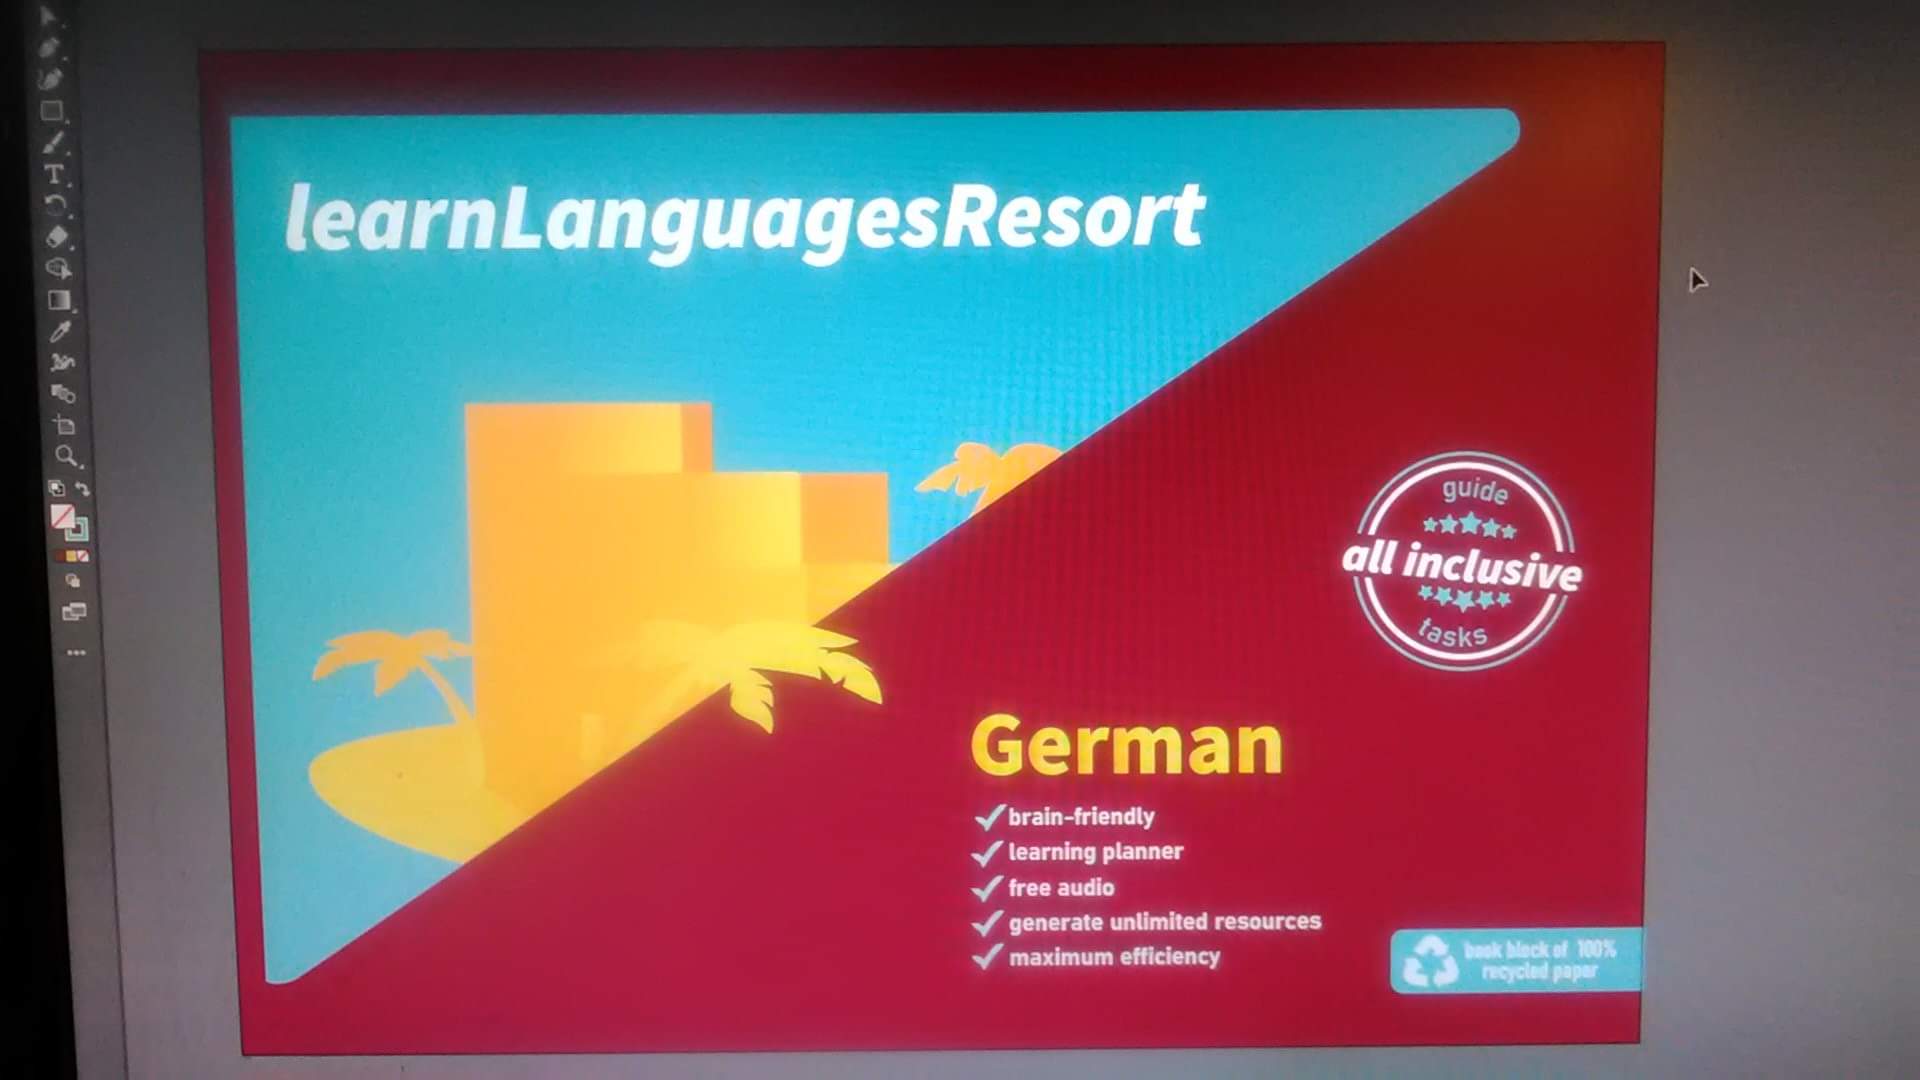 learnLanguagesResort
guide
all inclusive
tasks
German
brain-friendly
learning planner
free audio
generate unlimited resources
maximum efficiency
book block of 100%
recycled paper